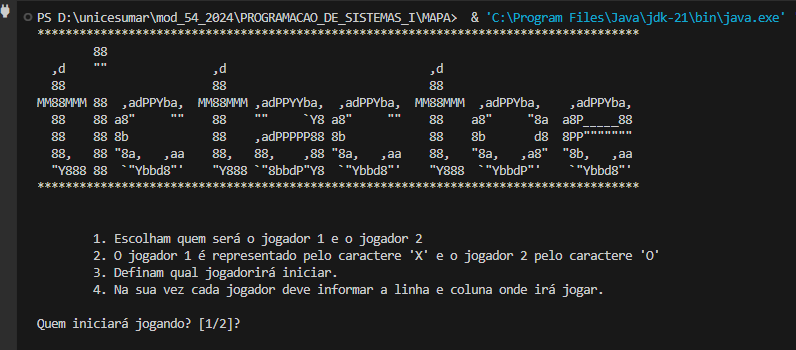 PS D:\unicesumar\mod_54_2024\PROGRAMACAO_DE_SISTEMAS_I\MAPA>  & 'C:\Program Files\Java\jdk-21\bin\java.exe'
**************************************************************************************
        88
  ,d    ""               ,d                             ,d
  88                     88                             88
MM88MMM 88  ,adPPYba,  MM88MMM ,adPPYYba,  ,adPPYba,  MM88MMM  ,adPPYba,   ,adPPYba,
  88    88 a8"     ""    88    ""     `Y8 a8"     ""    88    a8"     "8a a8P_____88
  88    88 8b            88    ,adPPPPP88 8b            88    8b       d8 8PP"""""""
  88,   88 "8a,   ,aa    88,   88,    ,88 "8a,   ,aa    88,   "8a,   ,a8" "8b,   ,aa
  "Y888 88  `"Ybbd8"'    "Y888 `"8bbdP"Y8  `"Ybbd8"'    "Y888  `"YbbdP"'   `"Ybbd8"'
**************************************************************************************
1. Escolham quem será o jogador 1 e o jogador 2
2. O jogador 1 é representado pelo caractere 'X' e o jogador 2 pelo caractere 'O'
3. Definam qual jogadorirá iniciar.
4. Na sua vez cada jogador deve informar a linha e coluna onde irá jogar.
Quem iniciará jogando? [1/2]?